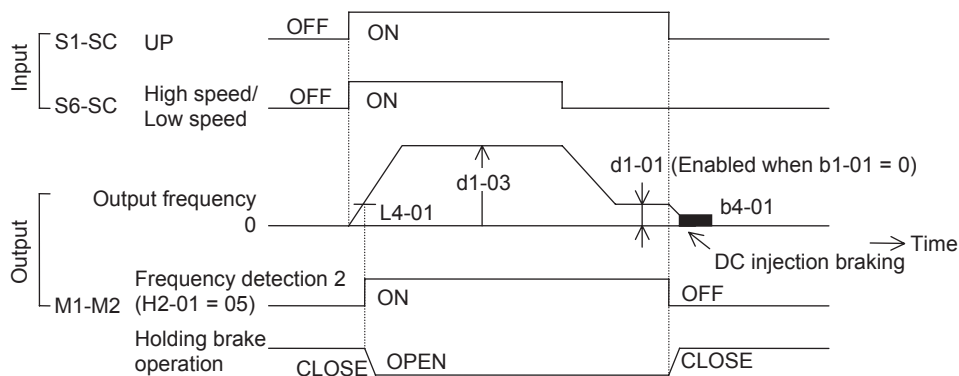 Input
S1-SC UP OFF ON
S6-SC High speed/
Low speed OFF ON
Output
Output frequency
0
L4-01
d1-03
d1-01 (Enabled when b1-01 = 0)
b4-01
DC injection braking
Time
M1-M2 Frequency detection 2
(H2-01 = 05) ON OFF
Holding brake
operation CLOSE OPEN CLOSE